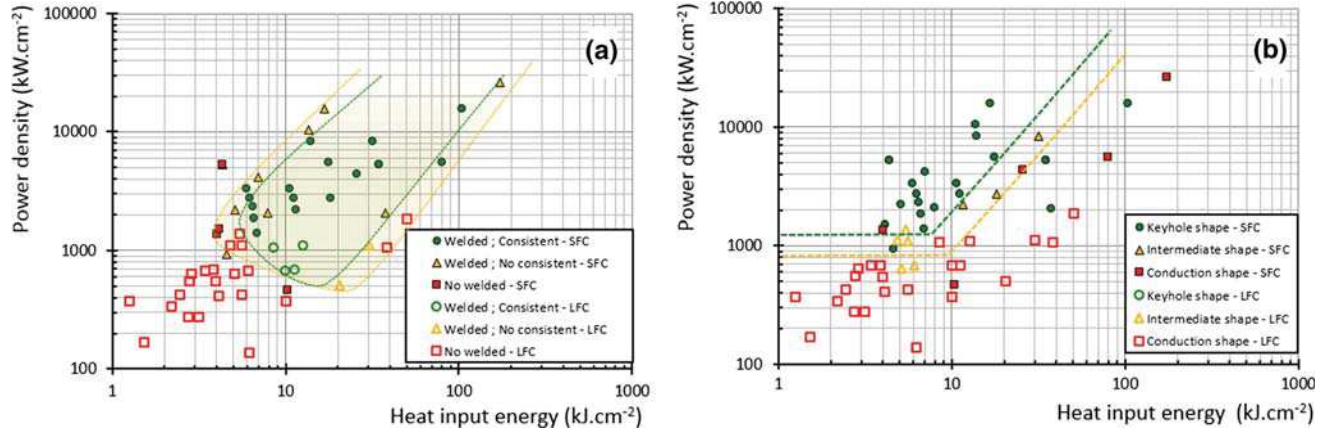 (a)
Power density (kW.cm⁻²)
100000
10000
1000
100
1
10
100
1000
Heat input energy (kJ.cm⁻²)
Welded ; Consistent - SFC
Welded ; No consistent - SFC
No welded - SFC
Welded ; Consistent - LFC
Welded ; No consistent - LFC
No welded - LFC
(b)
Power density (kW.cm⁻²)
100000
10000
1000
100
1
10
100
1000
Heat input energy (kJ.cm⁻²)
Keyhole shape - SFC
Intermediate shape - SFC
Conduction shape - SFC
Keyhole shape - LFC
Intermediate shape - LFC
Conduction shape - LFC